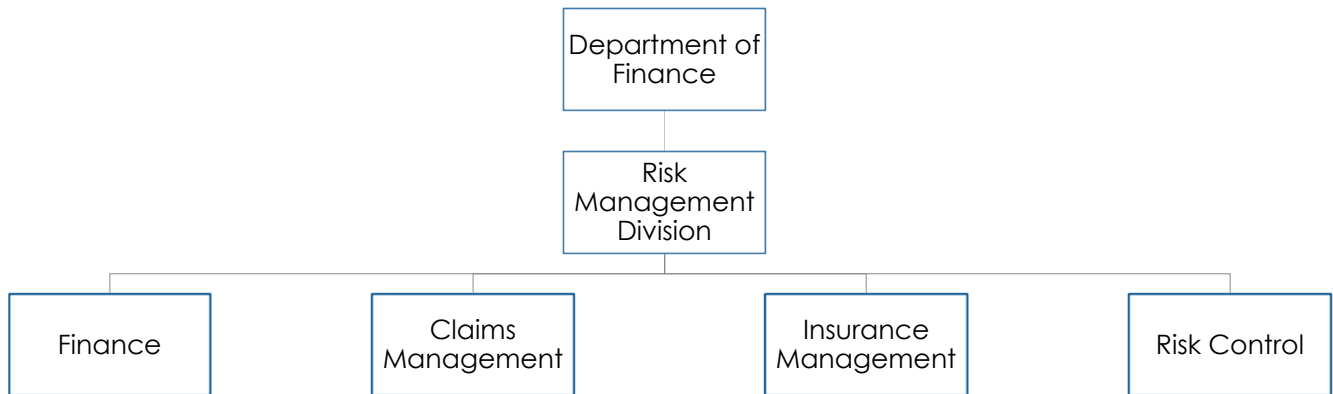 Department of
Finance
Risk
Management
Division
Finance
Claims
Management
Insurance
Management
Risk Control